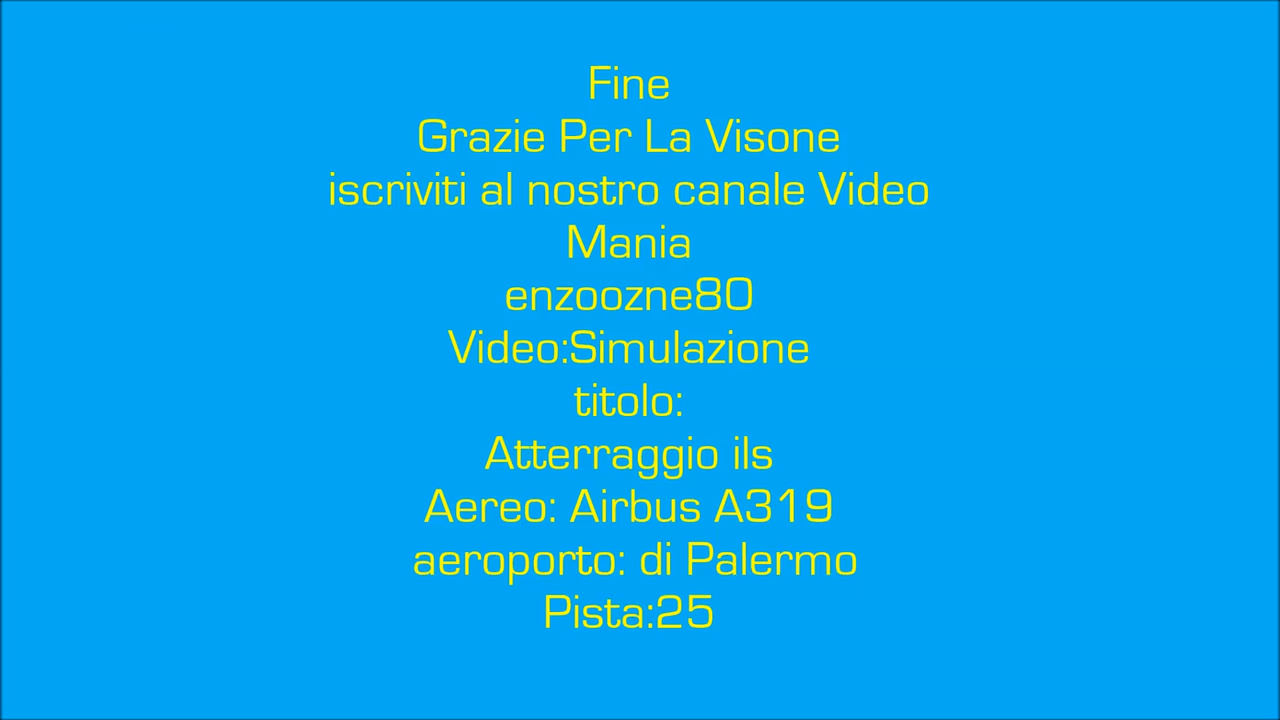 Fine
Grazie Per La Visone
iscriviti al nostro canale Video
Mania
enzoozne80
Video:Simulazione
titolo:
Atterraggio ils
Aereo: Airbus A319
aeroporto: di Palermo
Pista:25